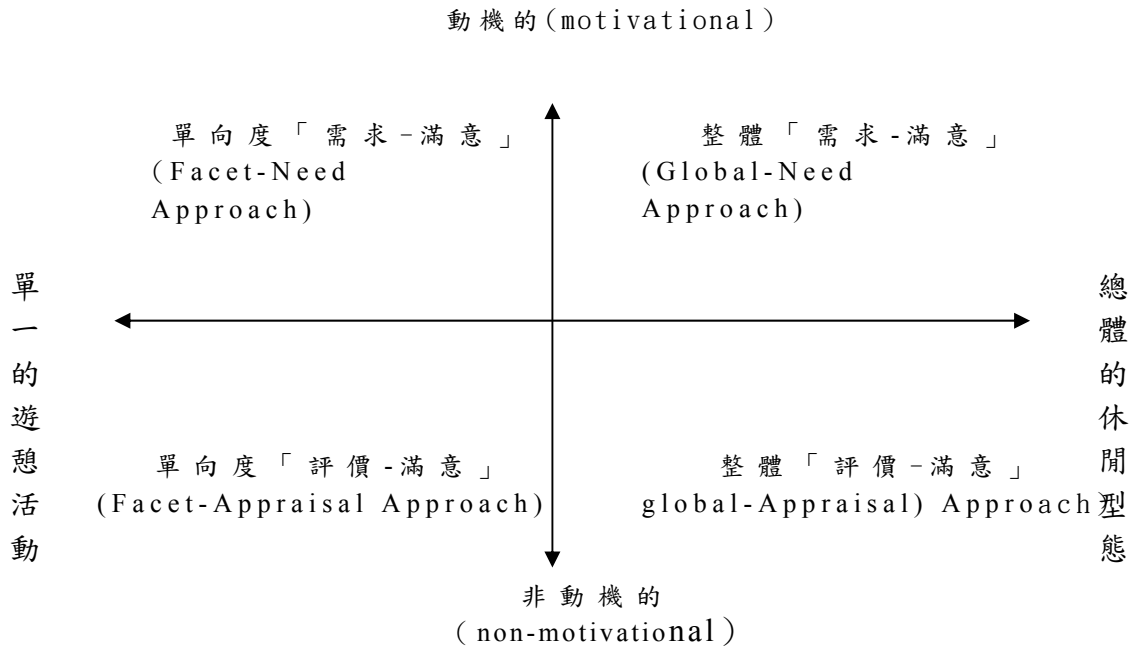 動機的(motivational)
單向度「需求-滿意」
(Facet-Need
Approach)
整體「需求-滿意」
(Global-Need
Approach)
單一的遊憩活動
總體的休閒型態
單向度「評價-滿意」
(Facet-Appraisal Approach)
整體「評價-滿意」
global-Appraisal) Approach)
非動機的
(non-motivational)